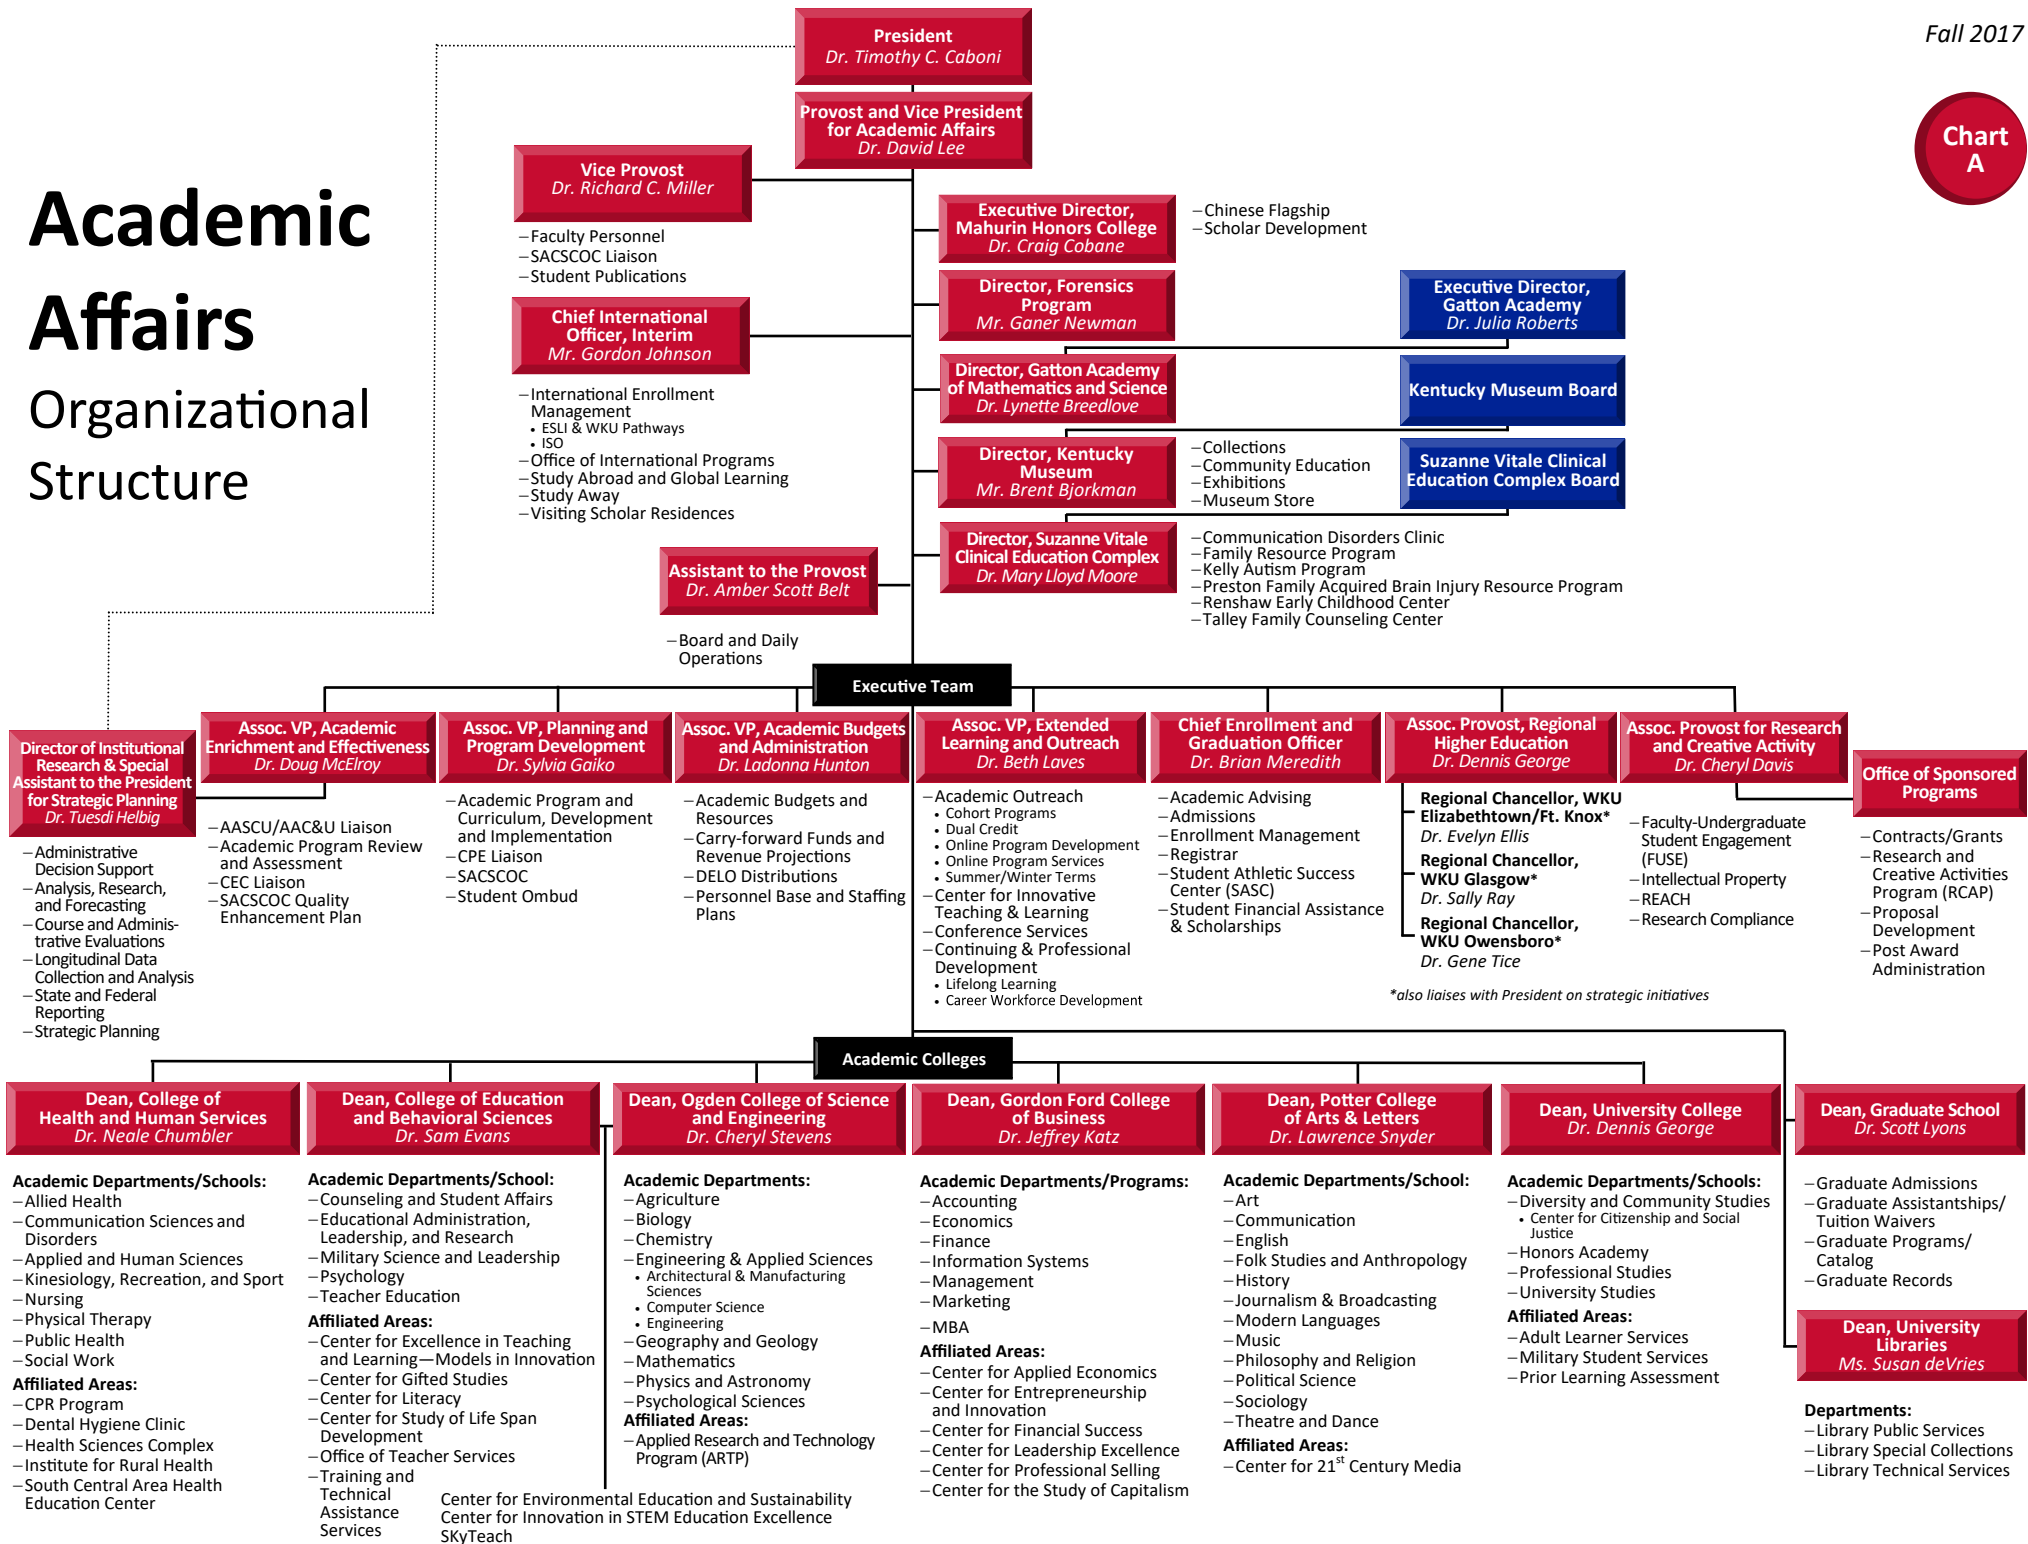 Fall 2017
Chart
A
Academic
Affairs
Organizational
Structure
President
Dr. Timothy C. Caboni
Provost and Vice President
for Academic Affairs
Dr. David Lee
Vice Provost
Dr. Richard C. Miller
–Faculty Personnel
–SACSCOC Liaison
–Student Publications
Chief International
Officer, Interim
Mr. Gordon Johnson
–International Enrollment
Management
• ESLI & WKU Pathways
• ISO
–Office of International Programs
–Study Abroad and Global Learning
–Study Away
–Visiting Scholar Residences
Assistant to the Provost
Dr. Amber Scott Belt
–Board and Daily
Operations
Executive Director,
Mahurin Honors College
Dr. Craig Cobane
–Chinese Flagship
–Scholar Development
Director, Forensics
Program
Mr. Ganer Newman
Executive Director,
Gatton Academy
Dr. Julia Roberts
Director, Gatton Academy
of Mathematics and Science
Dr. Lynette Breedlove
Kentucky Museum Board
Director, Kentucky
Museum
Mr. Brent Bjorkman
–Collections
–Community Education
–Exhibitions
–Museum Store
Suzanne Vitale Clinical
Education Complex Board
Director, Suzanne Vitale
Clinical Education Complex
Dr. Mary Lloyd Moore
–Communication Disorders Clinic
–Family Resource Program
–Kelly Autism Program
–Preston Family Acquired Brain Injury Resource Program
–Renshaw Early Childhood Center
–Talley Family Counseling Center
Executive Team
Director of Institutional
Research & Special
Assistant to the President
for Strategic Planning
Dr. Tuesdi Helbig
–Administrative
Decision Support
–Analysis, Research,
and Forecasting
–Course and Adminis-
trative Evaluations
–Longitudinal Data
Collection and Analysis
–State and Federal
Reporting
–Strategic Planning
Assoc. VP, Academic
Enrichment and Effectiveness
Dr. Doug McElroy
–AASCU/AAC&U Liaison
–Academic Program Review
and Assessment
–CEC Liaison
–SACSCOC Quality
Enhancement Plan
Assoc. VP, Planning and
Program Development
Dr. Sylvia Gaiko
–Academic Program and
Curriculum, Development
and Implementation
–CPE Liaison
–SACSCOC
–Student Ombud
Assoc. VP, Academic Budgets
and Administration
Dr. Ladonna Hunton
–Academic Budgets and
Resources
–Carry-forward Funds and
Revenue Projections
–DELO Distributions
–Personnel Base and Staffing
Plans
Assoc. VP, Extended
Learning and Outreach
Dr. Beth Laves
–Academic Outreach
• Cohort Programs
• Dual Credit
• Online Program Development
• Online Program Services
• Summer/Winter Terms
–Center for Innovative
Teaching & Learning
–Conference Services
–Continuing & Professional
Development
• Lifelong Learning
• Career Workforce Development
Chief Enrollment and
Graduation Officer
Dr. Brian Meredith
–Academic Advising
–Admissions
–Enrollment Management
–Registrar
–Student Athletic Success
Center (SASC)
–Student Financial Assistance
& Scholarships
Assoc. Provost, Regional
Higher Education
Dr. Dennis George
Regional Chancellor, WKU
Elizabethtown/Ft. Knox*
Dr. Evelyn Ellis
Regional Chancellor,
WKU Glasgow*
Dr. Sally Ray
Regional Chancellor,
WKU Owensboro*
Dr. Gene Tice
*also liaises with President on strategic initiatives
Assoc. Provost for Research
and Creative Activity
Dr. Cheryl Davis
–Faculty-Undergraduate
Student Engagement
(FUSE)
–Intellectual Property
–REACH
–Research Compliance
Office of Sponsored
Programs
–Contracts/Grants
–Research and
Creative Activities
Program (RCAP)
–Proposal
Development
–Post Award
Administration
Academic Colleges
Dean, College of
Health and Human Services
Dr. Neale Chumbler
Academic Departments/Schools:
–Allied Health
–Communication Sciences and
Disorders
–Applied and Human Sciences
–Kinesiology, Recreation, and Sport
–Nursing
–Physical Therapy
–Public Health
–Social Work
Affiliated Areas:
–CPR Program
–Dental Hygiene Clinic
–Health Sciences Complex
–Institute for Rural Health
–South Central Area Health
Education Center
Dean, College of Education
and Behavioral Sciences
Dr. Sam Evans
Academic Departments/School:
–Counseling and Student Affairs
–Educational Administration,
Leadership, and Research
–Military Science and Leadership
–Psychology
–Teacher Education
Affiliated Areas:
–Center for Excellence in Teaching
and Learning—Models in Innovation
–Center for Gifted Studies
–Center for Literacy
–Center for Study of Life Span
Development
–Office of Teacher Services
–Training and
Technical
Assistance
Services
Center for Environmental Education and Sustainability
Center for Innovation in STEM Education Excellence
SKyTeach
Dean, Ogden College of Science
and Engineering
Dr. Cheryl Stevens
Academic Departments:
–Agriculture
–Biology
–Chemistry
–Engineering & Applied Sciences
• Architectural & Manufacturing
Sciences
• Computer Science
• Engineering
–Geography and Geology
–Mathematics
–Physics and Astronomy
–Psychological Sciences
Affiliated Areas:
–Applied Research and Technology
Program (ARTP)
Dean, Gordon Ford College
of Business
Dr. Jeffrey Katz
Academic Departments/Programs:
–Accounting
–Economics
–Finance
–Information Systems
–Management
–Marketing
–MBA
Affiliated Areas:
–Center for Applied Economics
–Center for Entrepreneurship
and Innovation
–Center for Financial Success
–Center for Leadership Excellence
–Center for Professional Selling
–Center for the Study of Capitalism
Dean, Potter College
of Arts & Letters
Dr. Lawrence Snyder
Academic Departments/School:
–Art
–Communication
–English
–Folk Studies and Anthropology
–History
–Journalism & Broadcasting
–Modern Languages
–Music
–Philosophy and Religion
–Political Science
–Sociology
–Theatre and Dance
Affiliated Areas:
–Center for 21st Century Media
Dean, University College
Dr. Dennis George
Academic Departments/Schools:
–Diversity and Community Studies
• Center for Citizenship and Social
Justice
–Honors Academy
–Professional Studies
–University Studies
Affiliated Areas:
–Adult Learner Services
–Military Student Services
–Prior Learning Assessment
Dean, Graduate School
Dr. Scott Lyons
–Graduate Admissions
–Graduate Assistantships/
Tuition Waivers
–Graduate Programs/
Catalog
–Graduate Records
Dean, University
Libraries
Ms. Susan deVries
Departments:
–Library Public Services
–Library Special Collections
–Library Technical Services